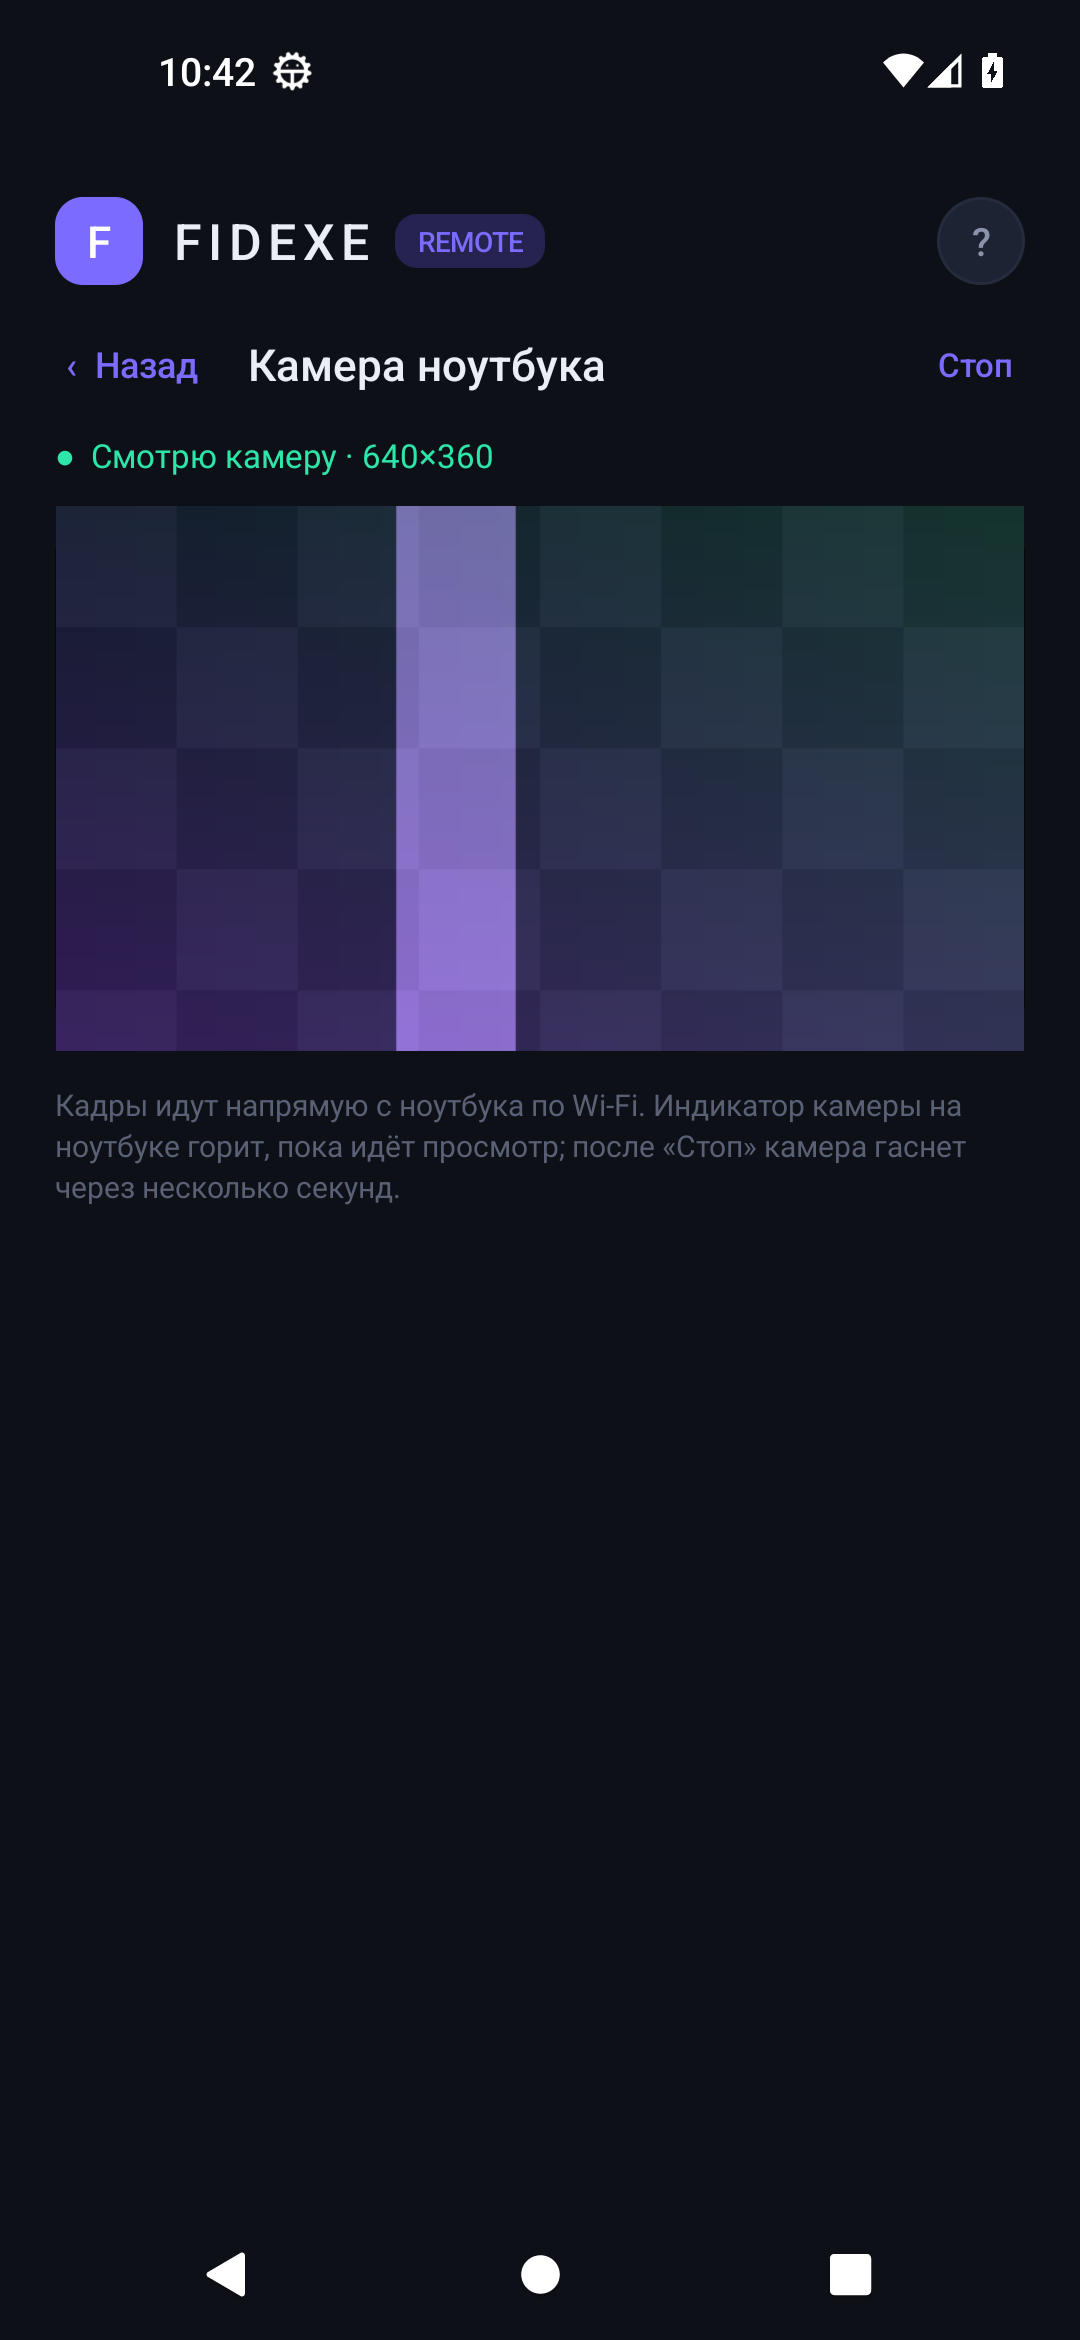 10:42
F FIDEXE REMOTE ?
‹ Назад Камера ноутбука Стоп
● Смотрю камеру · 640×360
Кадры идут напрямую с ноутбука по Wi-Fi. Индикатор камеры на
ноутбуке горит, пока идёт просмотр; после «Стоп» камера гаснет
через несколько секунд.